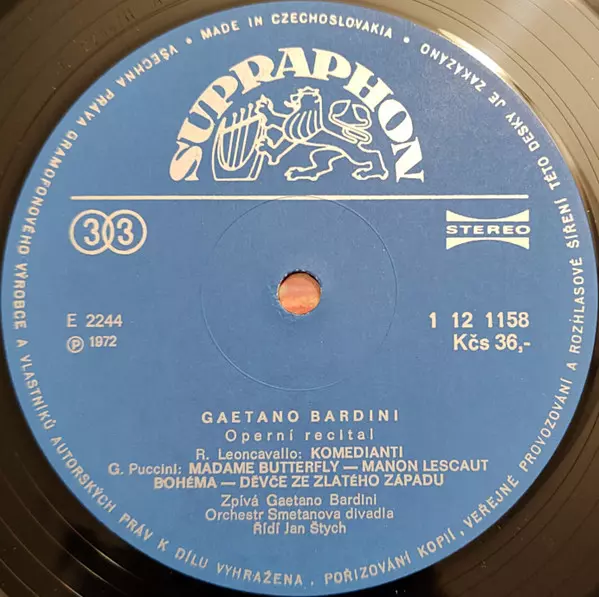 MADE IN CZECHOSLOVAKIA • VŠECHNA PRÁVA GRAMOFONOVÉHO VÝROBCE A VLASTNÍKŮ AUTORSKÝCH PRÁV K DÍLU VYHRAŽENA . POŘIZOVÁNÍ KOPIÍ , VEŘEJNÉ PROVOZOVÁNÍ A ROZHLASOVÉ ŠÍŘENÍ TÉTO DESKY JE ZAKÁZÁNO •
SUPRAPHON
33
STEREO
E 2244
Ⓟ 1972
1 12 1158
Kčs 36,-
GAETANO BARDINI
Operní recital
R. Leoncavallo: KOMEDIANTI
G. Puccini: MADAME BUTTERFLY — MANON LESCAUT
BOHÉMA — DĚVČE ZE ZLATÉHO ZÁPADU
Zpívá Gaetano Bardini
Orchestr Smetanova divadla
Řídí Jan Štych